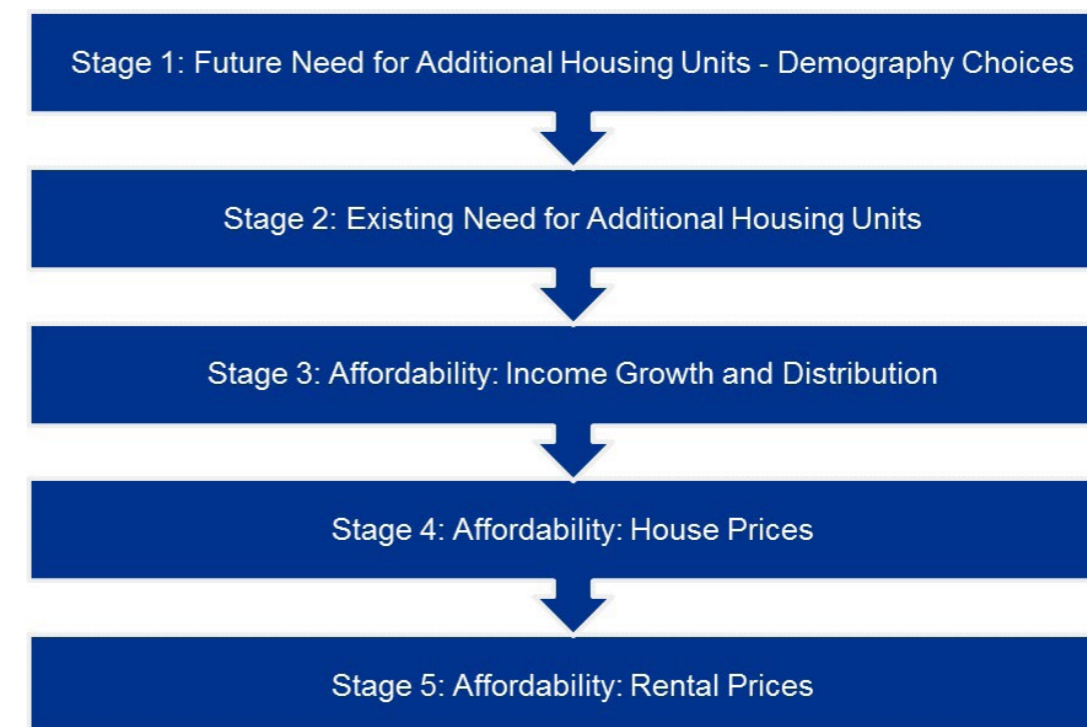 Stage 1: Future Need for Additional Housing Units - Demography Choices
Stage 2: Existing Need for Additional Housing Units
Stage 3: Affordability: Income Growth and Distribution
Stage 4: Affordability: House Prices
Stage 5: Affordability: Rental Prices